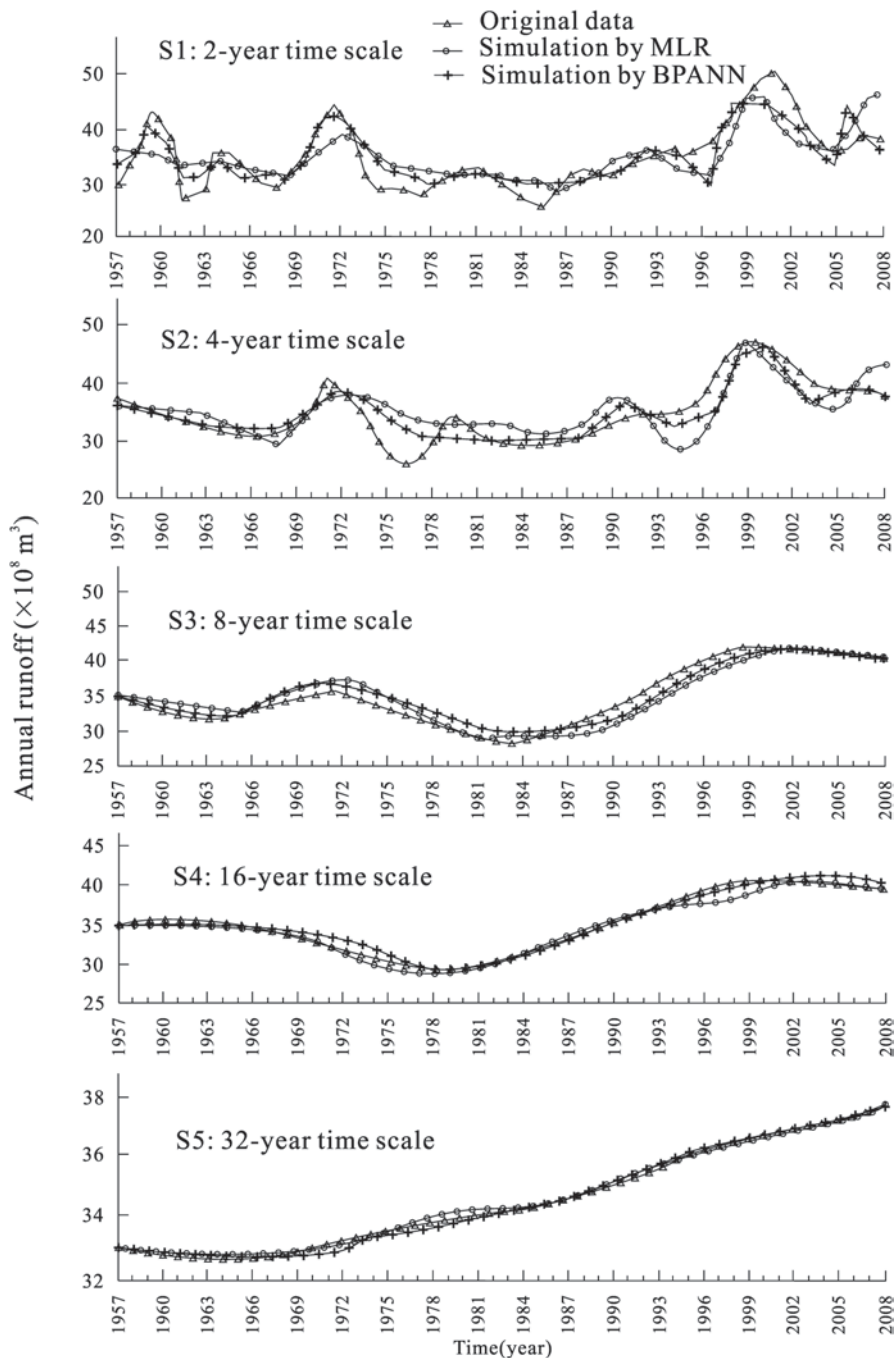 Original data
Simulation by MLR
Simulation by BPANN
S1: 2-year time scale
50
40
30
20
1957 1960 1963 1966 1969 1972 1975 1978 1981 1984 1987 1990 1993 1996 1999 2002 2005 2008
S2: 4-year time scale
50
40
30
20
1957 1960 1963 1966 1969 1972 1975 1978 1981 1984 1987 1990 1993 1996 1999 2002 2005 2008
Annual runoff (×10⁸ m³)
S3: 8-year time scale
50
45
40
35
30
25
1957 1960 1963 1966 1969 1972 1975 1978 1981 1984 1987 1990 1993 1996 1999 2002 2005 2008
S4: 16-year time scale
45
40
35
30
25
1957 1960 1963 1966 1969 1972 1975 1978 1981 1984 1987 1990 1993 1996 1999 2002 2005 2008
S5: 32-year time scale
38
36
34
32
1957 1960 1963 1966 1969 1972 1975 1978 1981 1984 1987 1990 1993 1996 1999 2002 2005 2008
Time(year)